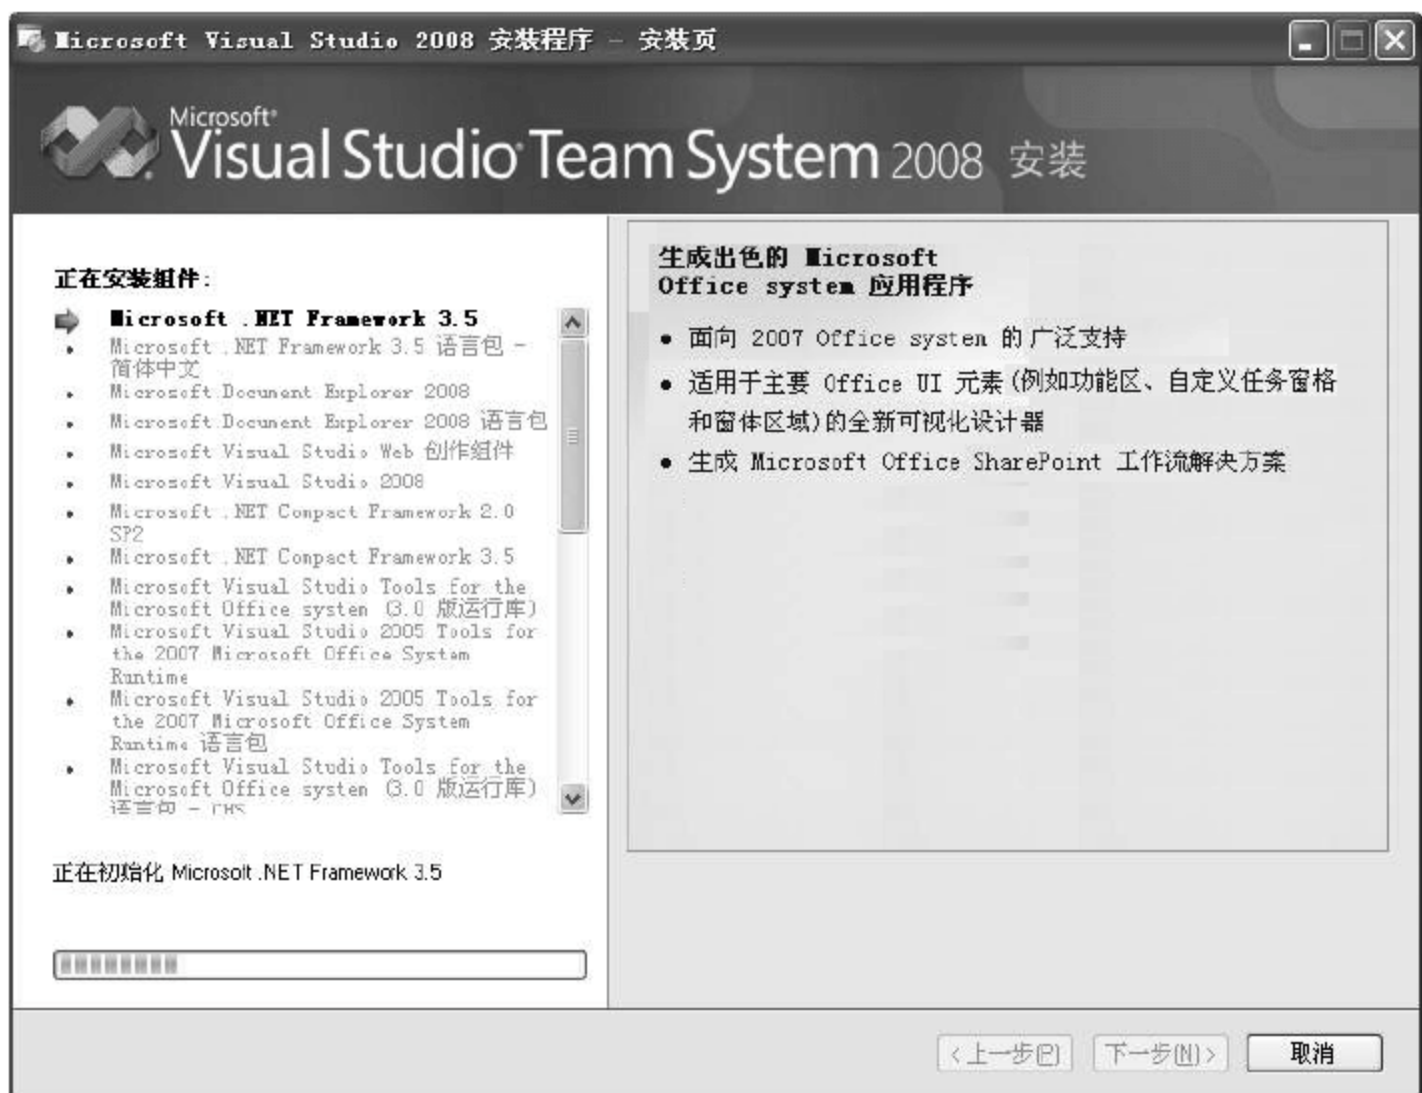 Microsoft Visual Studio 2008 安装程序 - 安装页
Microsoft®
Visual Studio Team System 2008 安装
正在安装组件:
Microsoft .NET Framework 3.5
Microsoft .NET Framework 3.5 语言包 -
简体中文
Microsoft Document Explorer 2008
Microsoft Document Explorer 2008 语言包
Microsoft Visual Studio Web 创作组件
Microsoft Visual Studio 2008
Microsoft .NET Compact Framework 2.0
SP2
Microsoft .NET Compact Framework 3.5
Microsoft Visual Studio Tools for the
Microsoft Office system (3.0 版运行库)
Microsoft Visual Studio 2005 Tools for
the 2007 Microsoft Office System
Runtime
Microsoft Visual Studio 2005 Tools for
the 2007 Microsoft Office System
Runtime 语言包
Microsoft Visual Studio Tools for the
Microsoft Office system (3.0 版运行库)
语言包 - CHS
正在初始化 Microsoft .NET Framework 3.5
生成出色的 Microsoft
Office system 应用程序
• 面向 2007 Office system 的广泛支持
• 适用于主要 Office UI 元素(例如功能区、自定义任务窗格
和窗体区域)的全新可视化设计器
• 生成 Microsoft Office SharePoint 工作流解决方案
<上一步(P)
下一步(N)>
取消